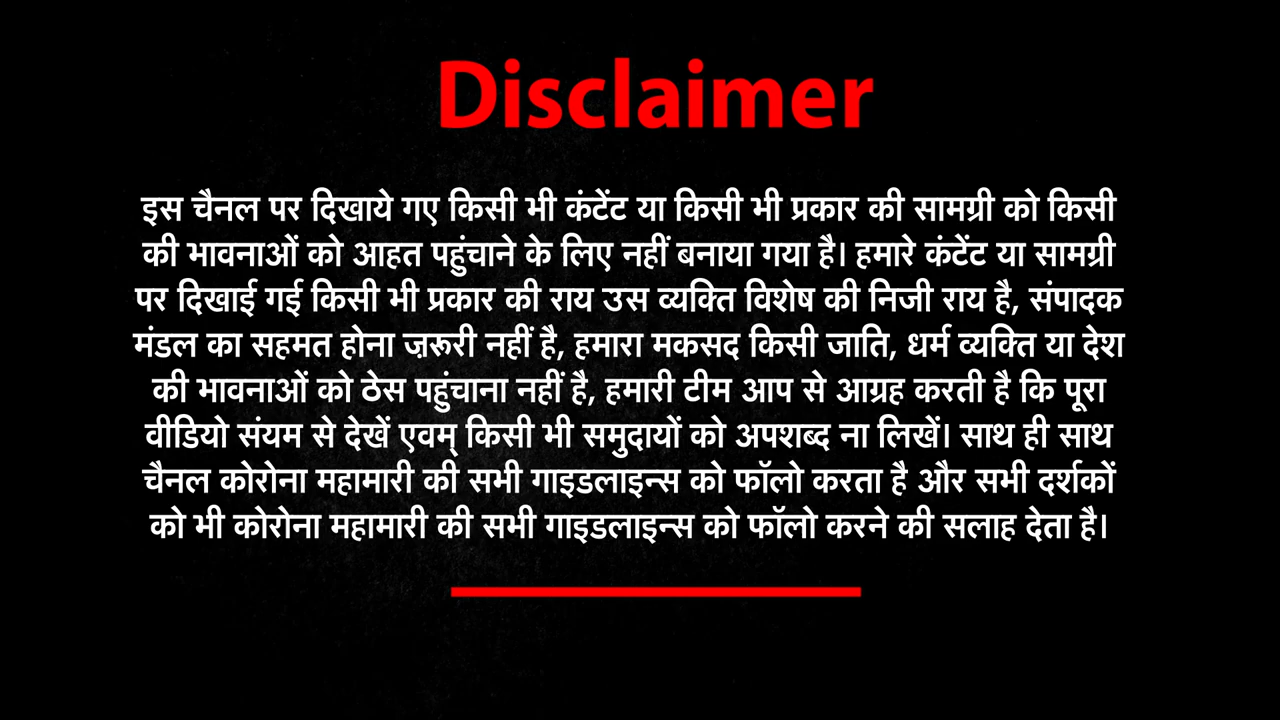 Disclaimer
इस चैनल पर दिखाये गए किसी भी कंटेंट या किसी भी प्रकार की सामग्री को किसी
की भावनाओं को आहत पहुंचाने के लिए नहीं बनाया गया है। हमारे कंटेंट या सामग्री
पर दिखाई गई किसी भी प्रकार की राय उस व्यक्ति विशेष की निजी राय है, संपादक
मंडल का सहमत होना ज़रूरी नहीं है, हमारा मकसद किसी जाति, धर्म व्यक्ति या देश
की भावनाओं को ठेस पहुंचाना नहीं है, हमारी टीम आप से आग्रह करती है कि पूरा
वीडियो संयम से देखें एवम् किसी भी समुदायों को अपशब्द ना लिखें। साथ ही साथ
चैनल कोरोना महामारी की सभी गाइडलाइन्स को फॉलो करता है और सभी दर्शकों
को भी कोरोना महामारी की सभी गाइडलाइन्स को फॉलो करने की सलाह देता है।